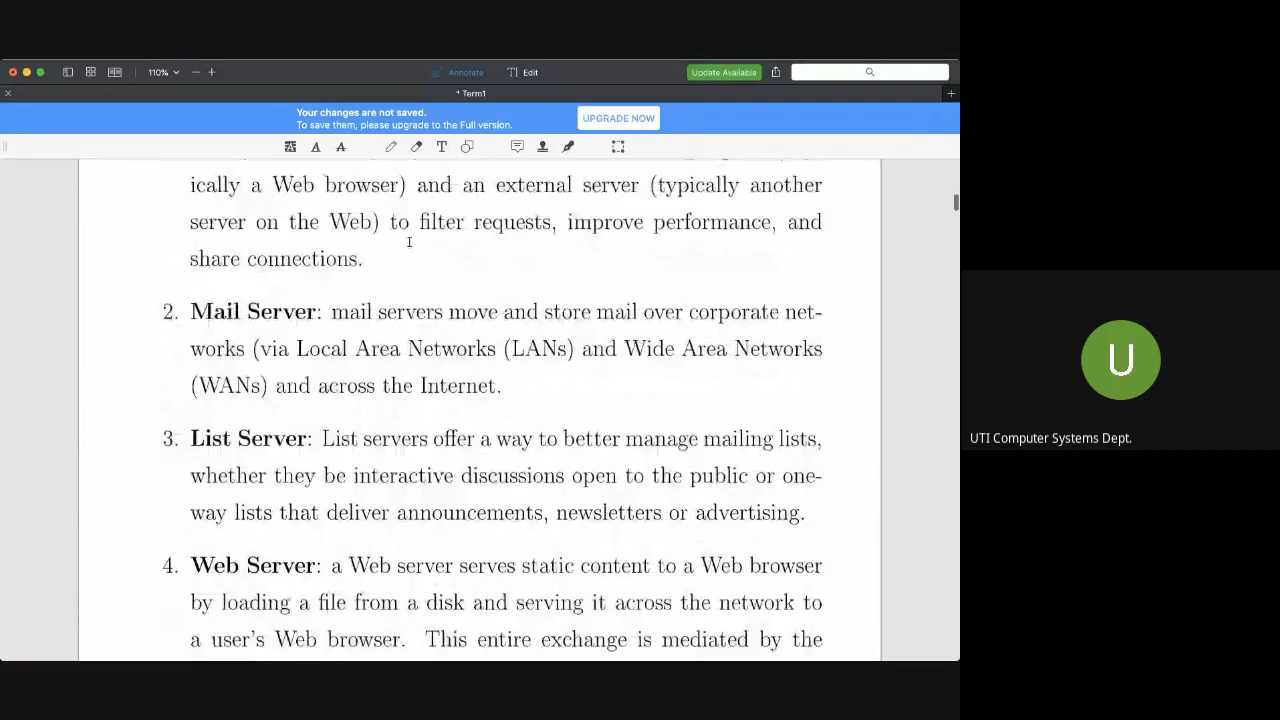 110%
Annotate
Edit
Update Available
* Term1
Your changes are not saved.
To save them, please upgrade to the Full version.
UPGRADE NOW
ically a Web browser) and an external server (typically another
server on the Web) to filter requests, improve performance, and
share connections.
2. Mail Server: mail servers move and store mail over corporate net-
works (via Local Area Networks (LANs) and Wide Area Networks
(WANs) and across the Internet.
3. List Server: List servers offer a way to better manage mailing lists,
whether they be interactive discussions open to the public or one-
way lists that deliver announcements, newsletters or advertising.
4. Web Server: a Web server serves static content to a Web browser
by loading a file from a disk and serving it across the network to
a user's Web browser. This entire exchange is mediated by the
U
UTI Computer Systems Dept.